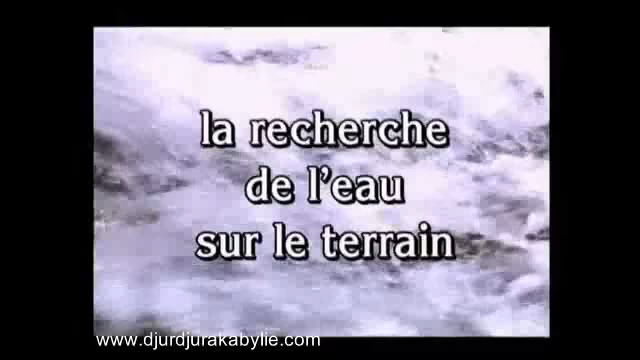 la recherche
de l'eau
sur le terrain
www.djurdjurakabylie.com